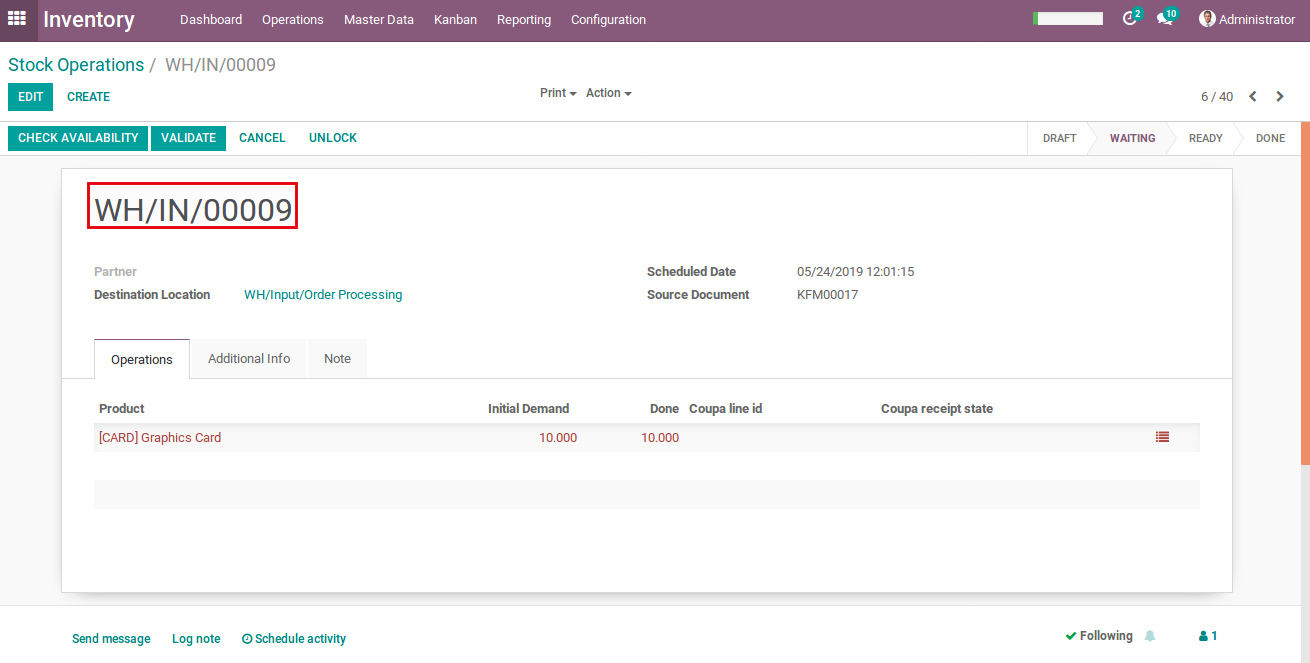 Inventory Dashboard Operations Master Data Kanban Reporting Configuration 2 10 Administrator
Stock Operations / WH/IN/00009
EDIT CREATE Print Action 6 / 40
CHECK AVAILABILITY VALIDATE CANCEL UNLOCK DRAFT WAITING READY DONE
WH/IN/00009
Partner Scheduled Date 05/24/2019 12:01:15
Destination Location WH/Input/Order Processing Source Document KFM00017
Operations Additional Info Note
Product Initial Demand Done Coupa line id Coupa receipt state
[CARD] Graphics Card 10.000 10.000
Send message Log note Schedule activity Following 1